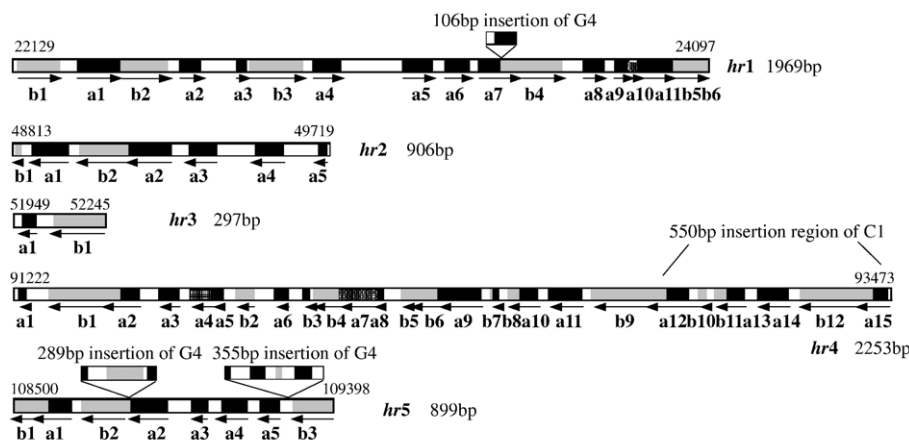 106bp insertion of G4
22129 24097
hr1 1969bp
b1 a1 b2 a2 a3 b3 a4 a5 a6 a7 b4 a8 a9 a10 a11 b5 b6
48813 49719
hr2 906bp
b1 a1 b2 a2 a3 a4 a5
51949 52245
hr3 297bp
a1 b1
550bp insertion region of C1
91222 93473
a1 b1 a2 a3 a4 a5 b2 a6 b3 b4 a7 a8 b5 b6 a9 b7 b8 a10 a11 b9 a12 b10 b11 a13 a14 b12 a15
hr4 2253bp
289bp insertion of G4 355bp insertion of G4
108500 109398
hr5 899bp
b1 a1 b2 a2 a3 a4 a5 b3